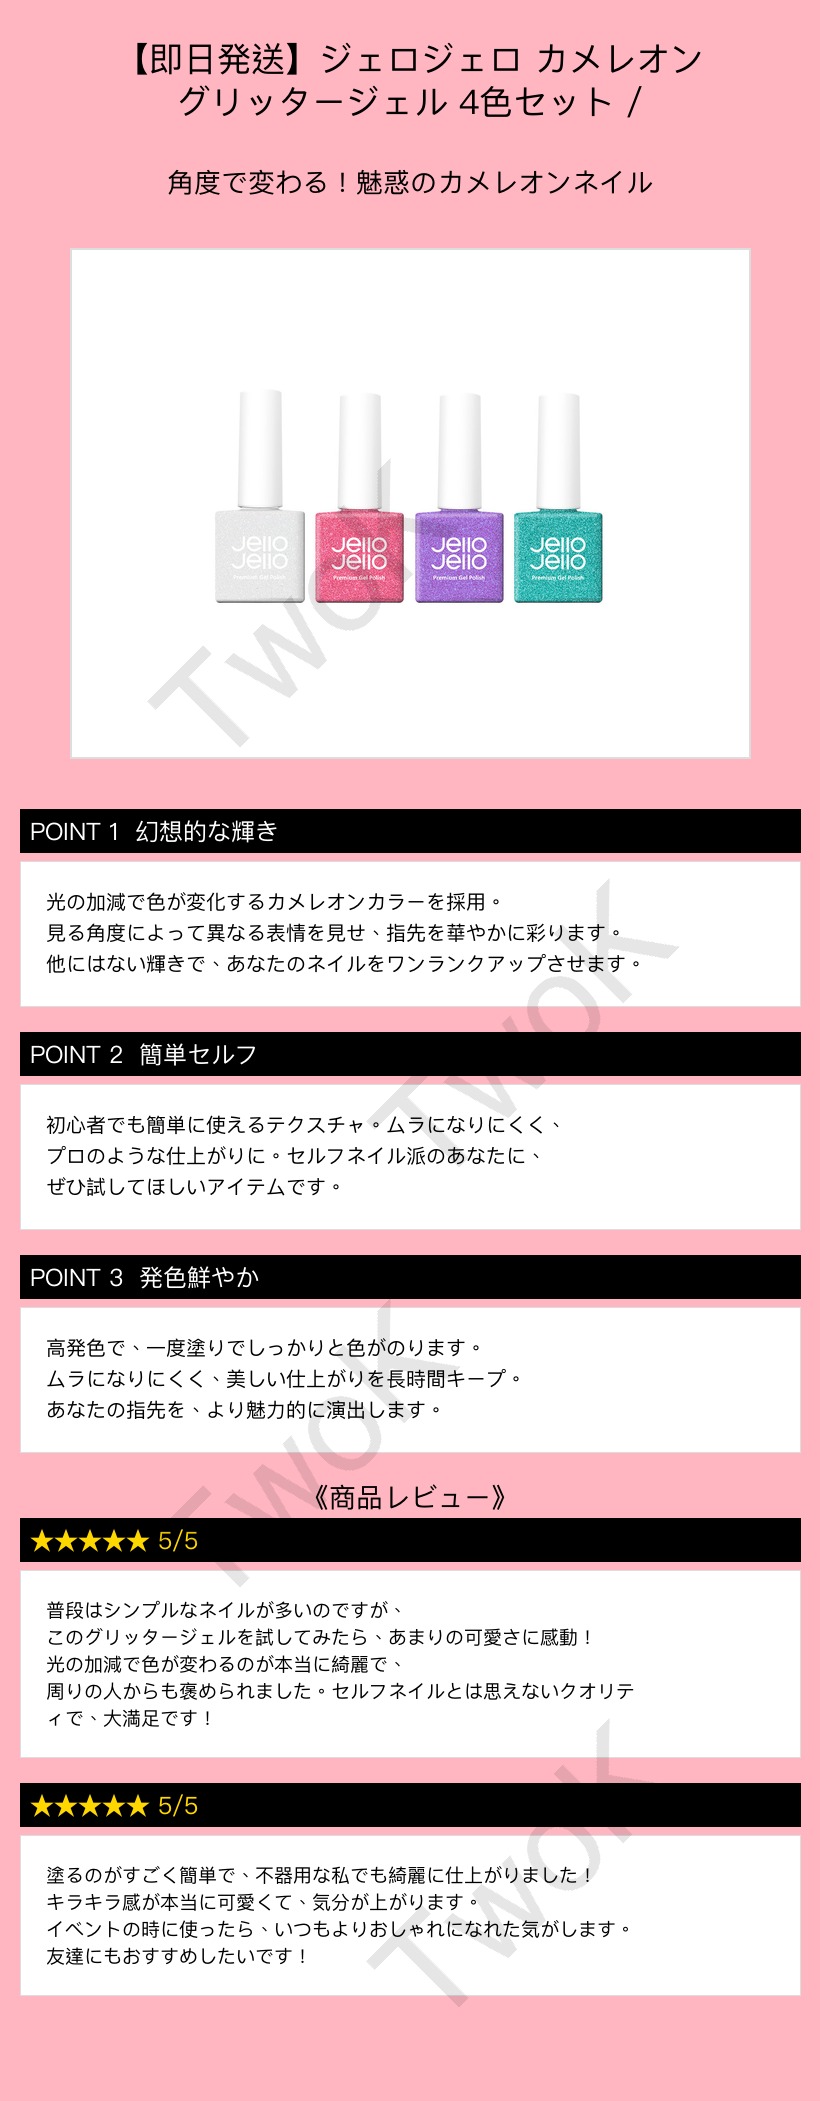 【即日発送】ジェロジェロ カメレオン
グリッタージェル 4色セット /
角度で変わる！魅惑のカメレオンネイル
Jello
Jello
Premium Gel Polish
Jello
Jello
Premium Gel Polish
Jello
Jello
Premium Gel Polish
Jello
Jello
Premium Gel Polish
TwoK
POINT 1 幻想的な輝き
光の加減で色が変化するカメレオンカラーを採用。
見る角度によって異なる表情を見せ、指先を華やかに彩ります。
他にはない輝きで、あなたのネイルをワンランクアップさせます。
TwoK
POINT 2 簡単セルフ
初心者でも簡単に使えるテクスチャ。ムラになりにくく、
プロのような仕上がりに。セルフネイル派のあなたに、
ぜひ試してほしいアイテムです。
POINT 3 発色鮮やか
高発色で、一度塗りでしっかりと色がのります。
ムラになりにくく、美しい仕上がりを長時間キープ。
あなたの指先を、より魅力的に演出します。
TwoK
《商品レビュー》
★★★★★ 5/5
普段はシンプルなネイルが多いのですが、
このグリッタージェルを試してみたら、あまりの可愛さに感動！
光の加減で色が変わるのが本当に綺麗で、
周りの人からも褒められました。セルフネイルとは思えないクオリテ
ィで、大満足です！
★★★★★ 5/5
塗るのがすごく簡単で、不器用な私でも綺麗に仕上がりました！
キラキラ感が本当に可愛くて、気分が上がります。
イベントの時に使ったら、いつもよりおしゃれになれた気がします。
友達にもおすすめしたいです！
TwoK